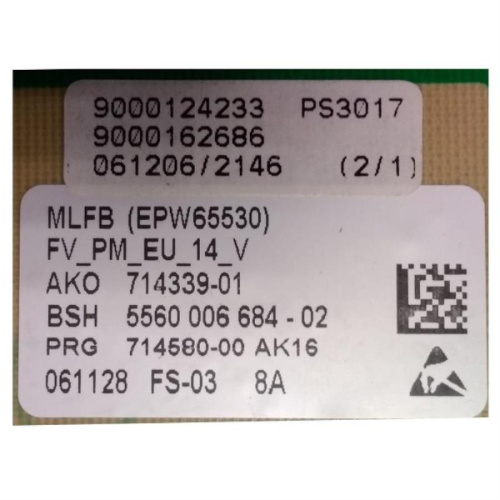 9000124233 PS3017
9000162686
061206/2146 (2/1)
MLFB (EPW65530)
FV_PM_EU_14_V
AKO 714339-01
BSH 5560 006 684 - 02
PRG 714580-00 AK16
061128 FS-03 8A